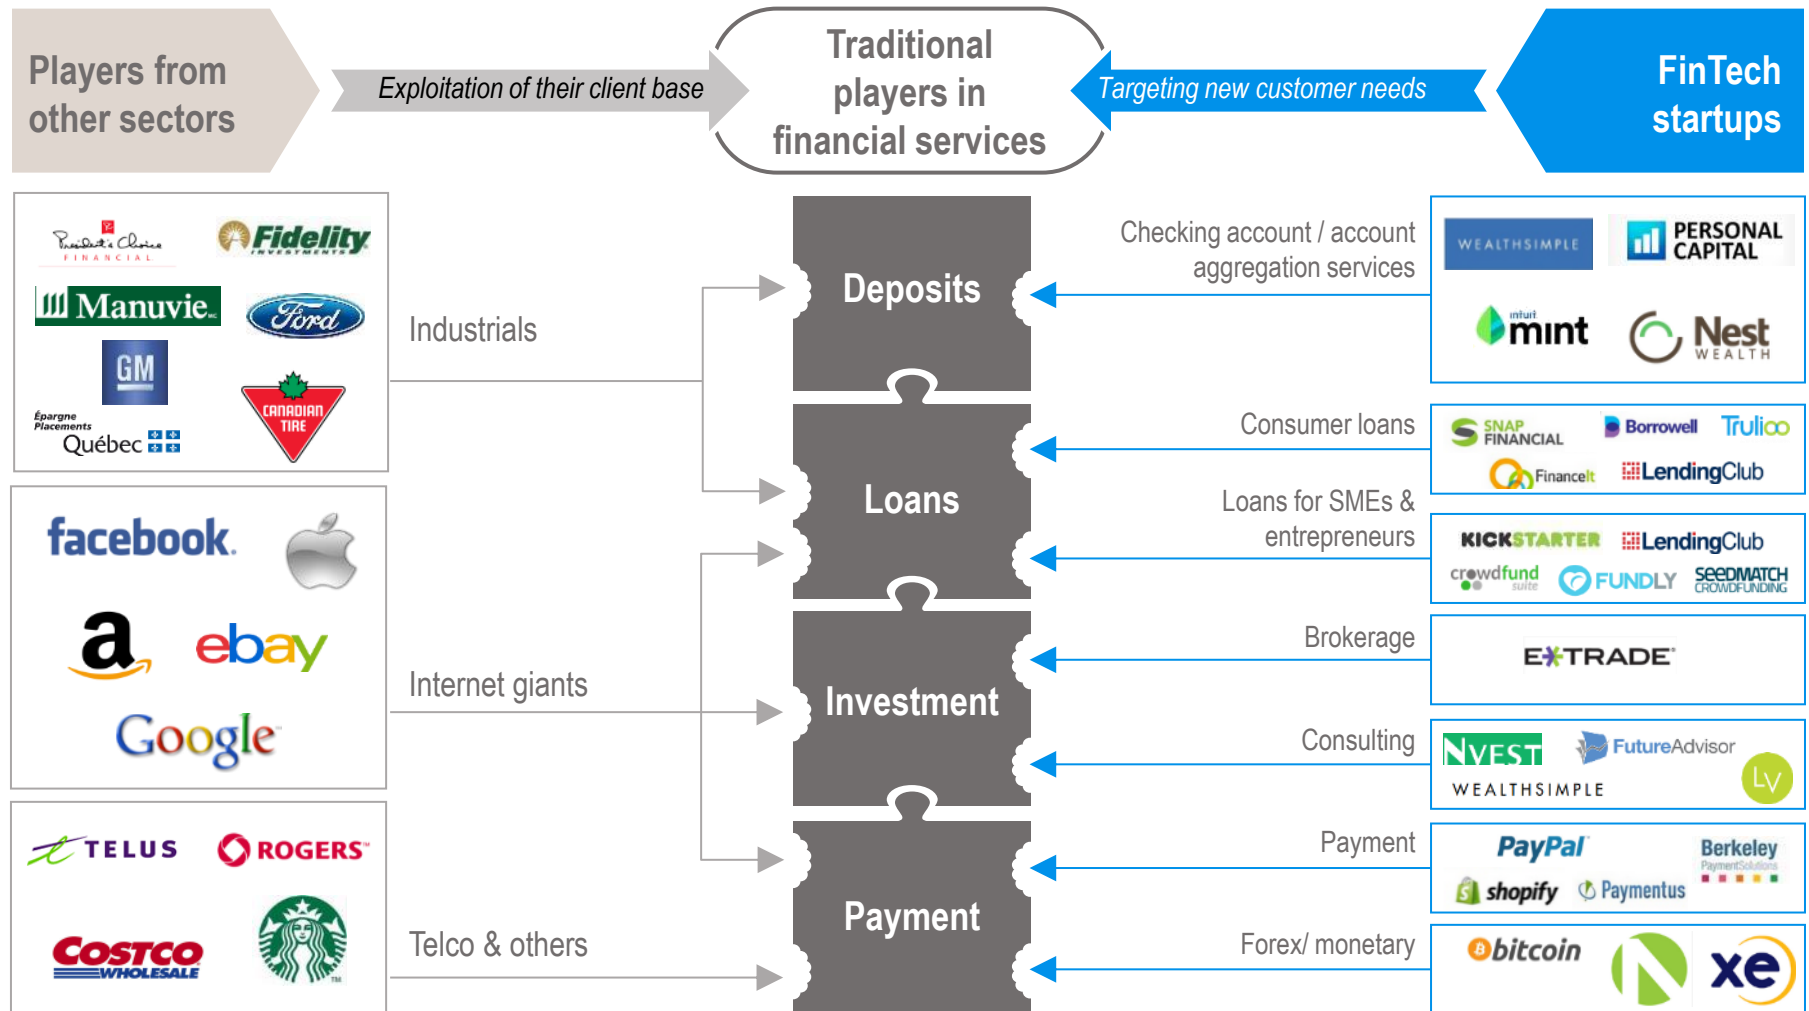 Players from
other sectors
Exploitation of their client base
Traditional
players in
financial services
Targeting new customer needs
FinTech
startups
President's Choice
FINANCIAL
Fidelity
INVESTMENTS
Manuvie
Ford
GM
CANADIAN
TIRE
Épargne
Placements
Québec
Industrials
facebook.
a
ebay
Google
Internet giants
TELUS
ROGERS™
COSTCO
WHOLESALE
Telco & others
Deposits
Loans
Investment
Payment
Checking account / account
aggregation services
WEALTHSIMPLE
PERSONAL
CAPITAL
intuit
mint
Nest
WEALTH
Consumer loans
SNAP
FINANCIAL
Borrowell
Trulioo
FinanceIt
LendingClub
Loans for SMEs &
entrepreneurs
KICKSTARTER
LendingClub
crowdfund
suite
FUNDLY
SEEDMATCH
CROWDFUNDING
Brokerage
E*TRADE
Consulting
NVEST
FutureAdvisor
WEALTHSIMPLE
LV
Payment
PayPal
Berkeley
PaymentSolutions
shopify
Paymentus
Forex/ monetary
bitcoin
N
xe